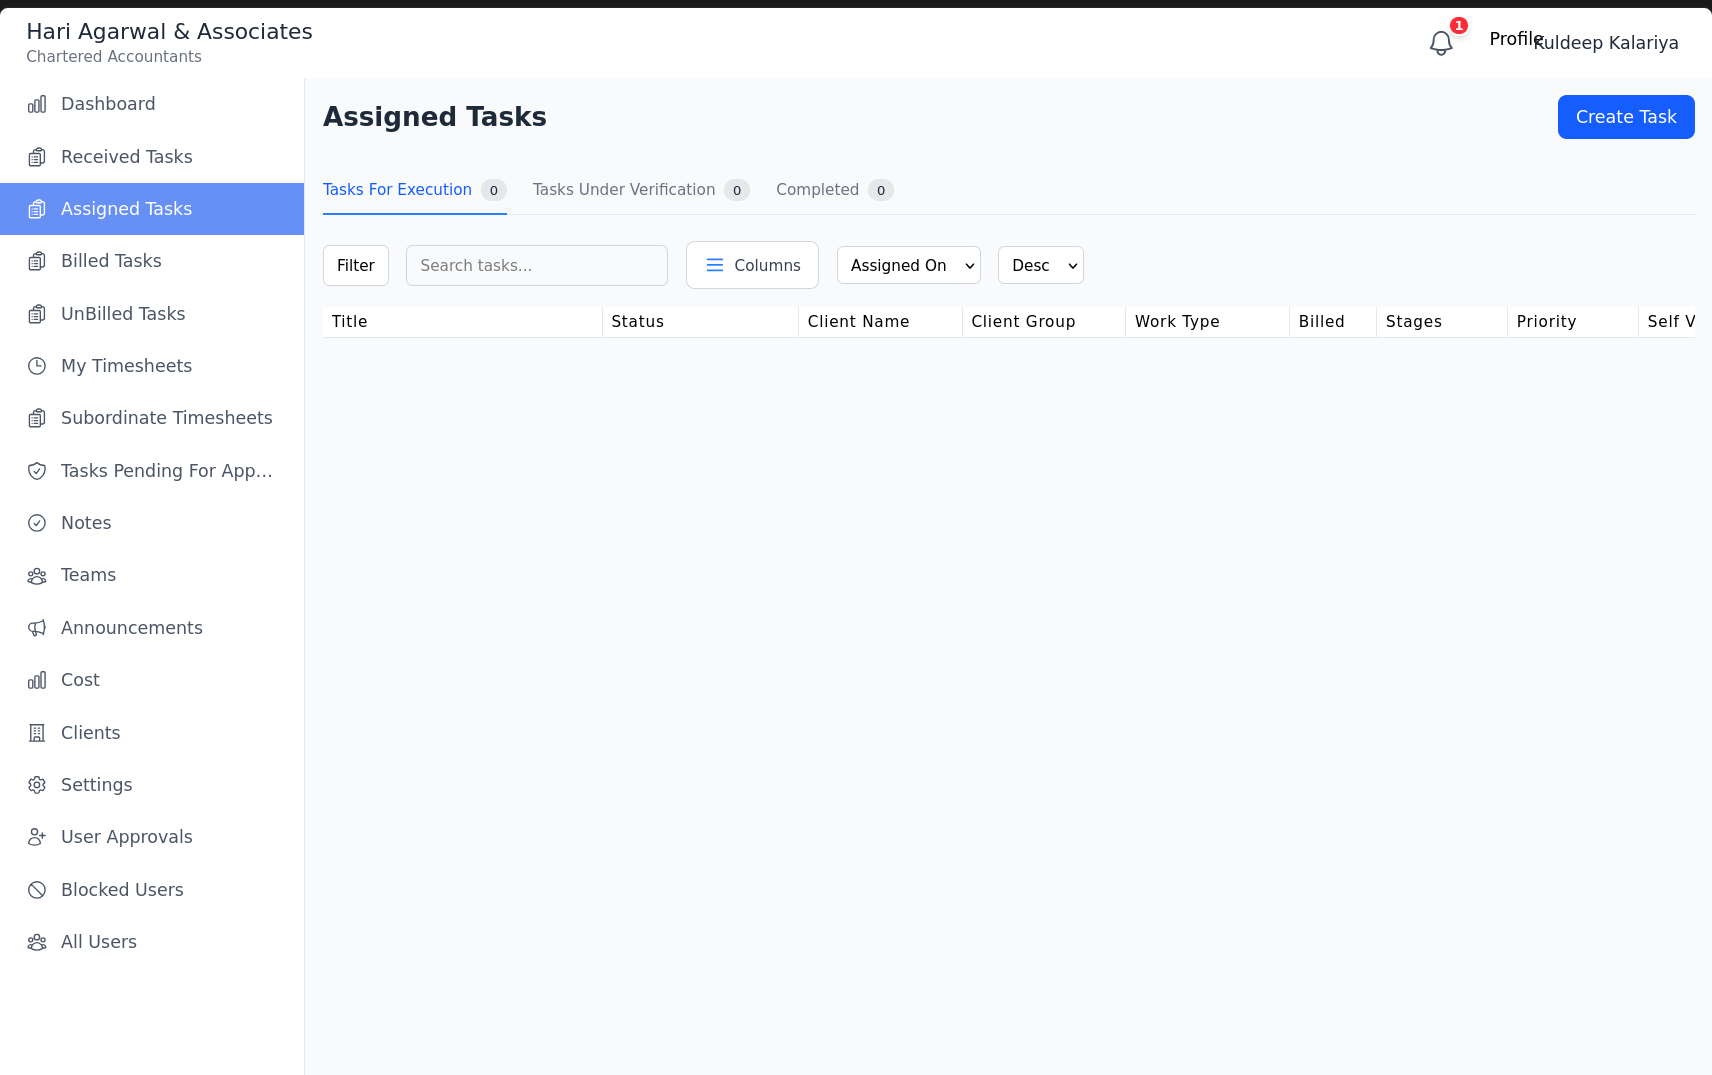 Hari Agarwal & Associates
Chartered Accountants
1
Profile
Kuldeep Kalariya
Dashboard
Received Tasks
Assigned Tasks
Billed Tasks
UnBilled Tasks
My Timesheets
Subordinate Timesheets
Tasks Pending For App...
Notes
Teams
Announcements
Cost
Clients
Settings
User Approvals
Blocked Users
All Users
Assigned Tasks
Create Task
Tasks For Execution 0 Tasks Under Verification 0 Completed 0
Filter Search tasks... Columns Assigned On Desc
Title Status Client Name Client Group Work Type Billed Stages Priority Self V